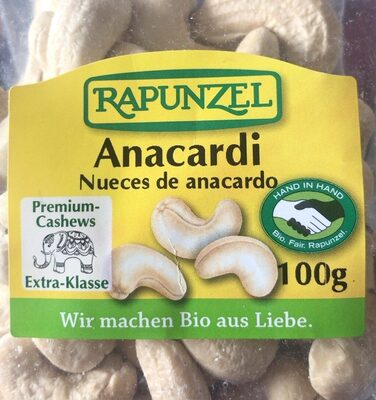 RAPUNZEL
Anacardi
Nueces de anacardo
Premium-
Cashews
Extra-Klasse
HAND IN HAND
Bio. Fair. Rapunzel.
100g
Wir machen Bio aus Liebe.